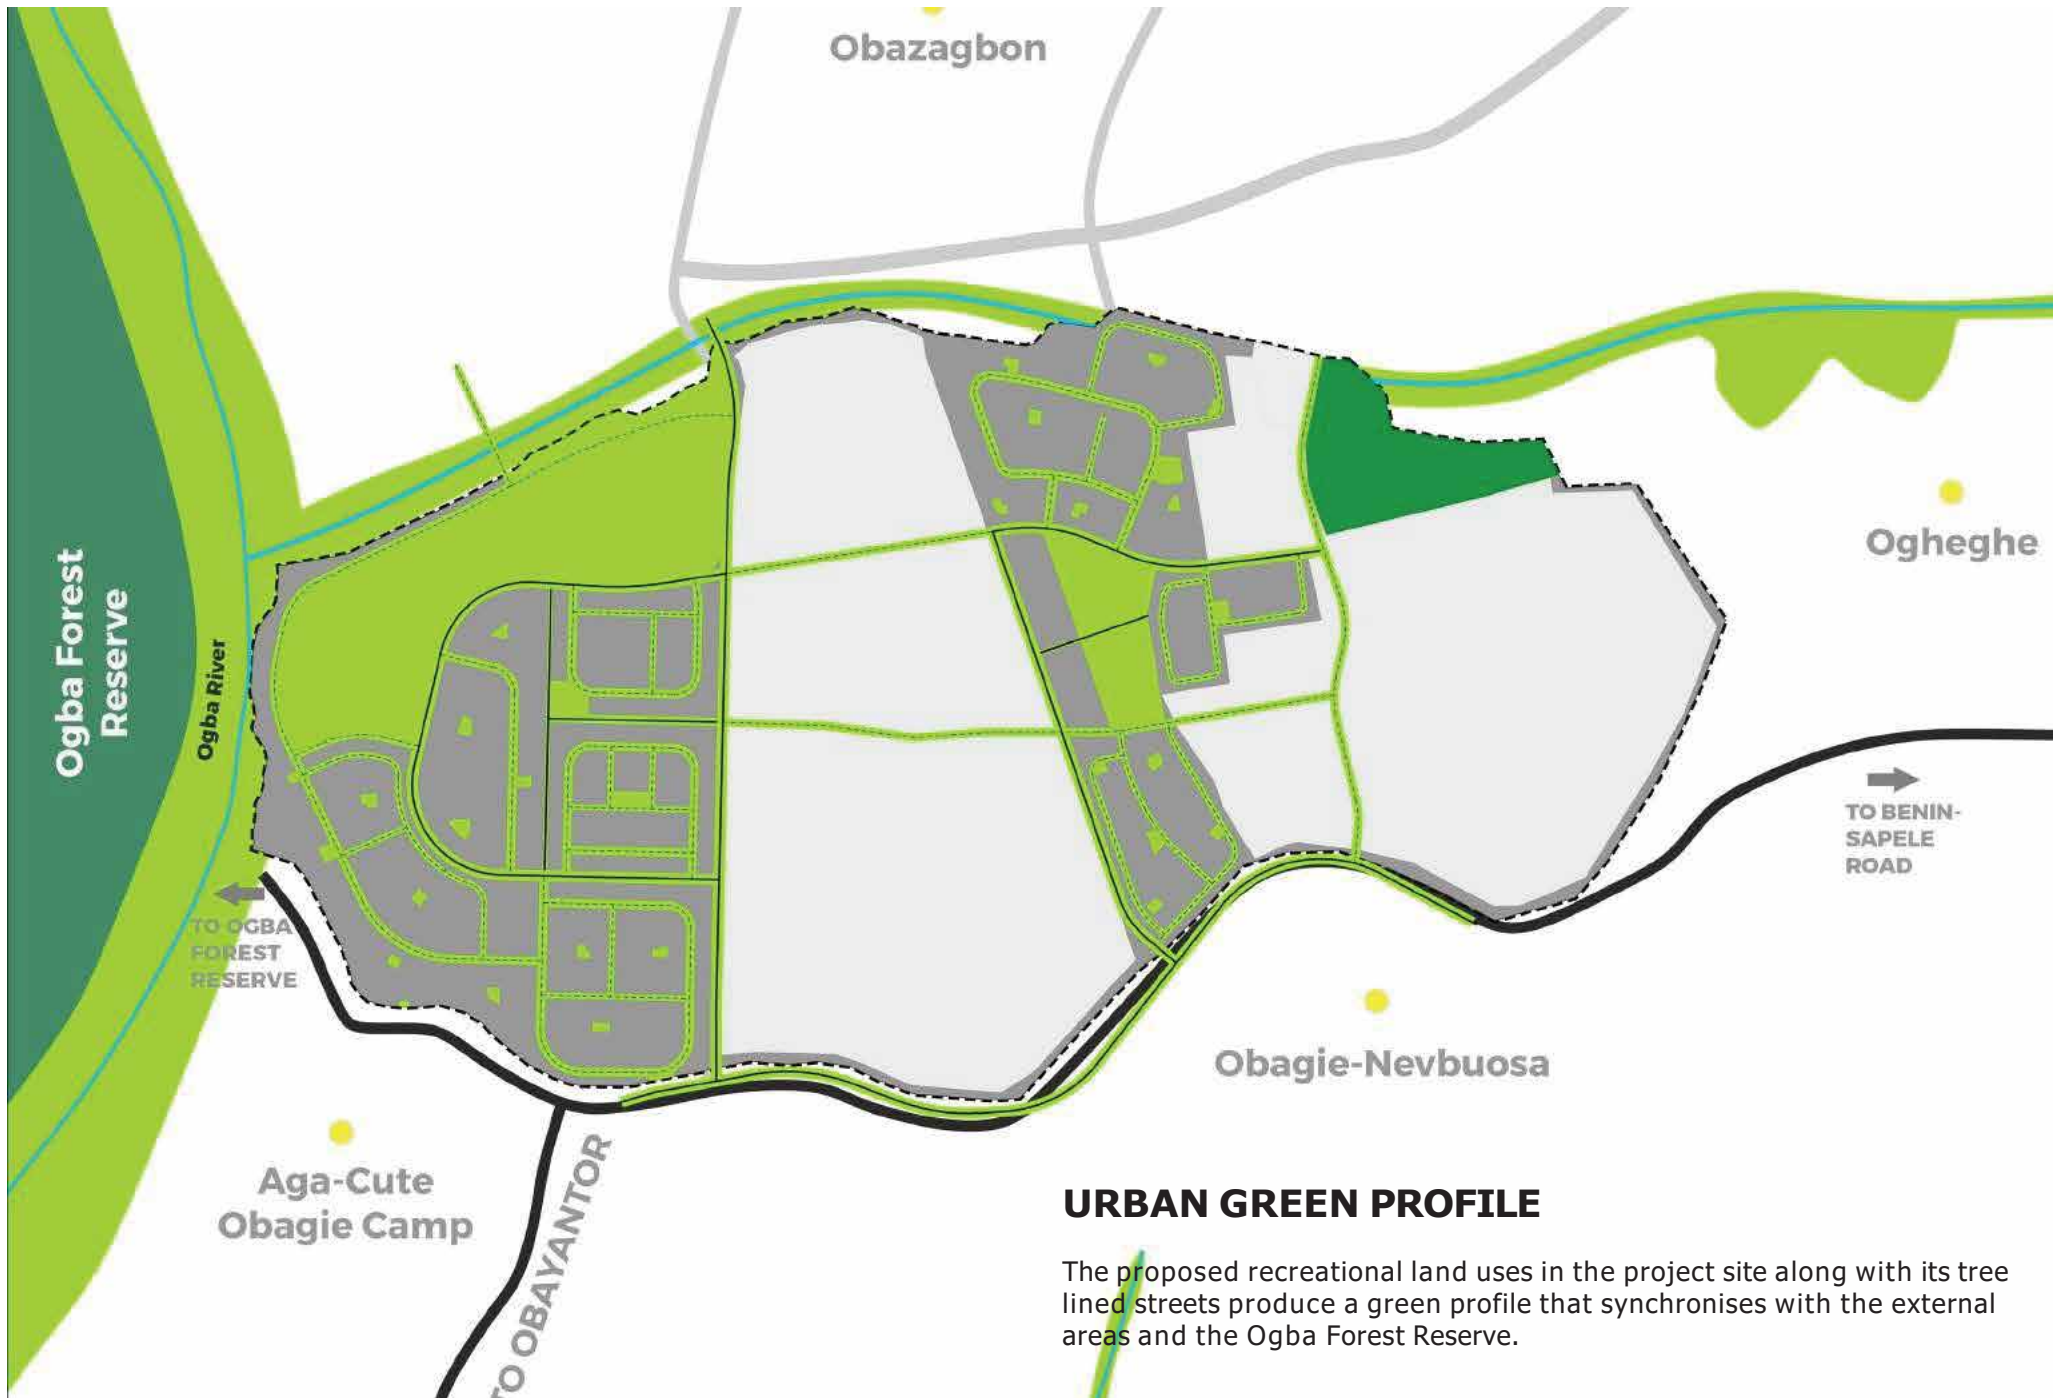 Obazagbon
Ogba Forest
Reserve
Ogba River
Ogheghe
TO BENIN-
SAPELE
ROAD
TO OGBA
FOREST
RESERVE
Obagie-Nevbuosa
Aga-Cute
Obagie Camp
TO OBAYANTOR
URBAN GREEN PROFILE
The proposed recreational land uses in the project site along with its tree
lined streets produce a green profile that synchronises with the external
areas and the Ogba Forest Reserve.